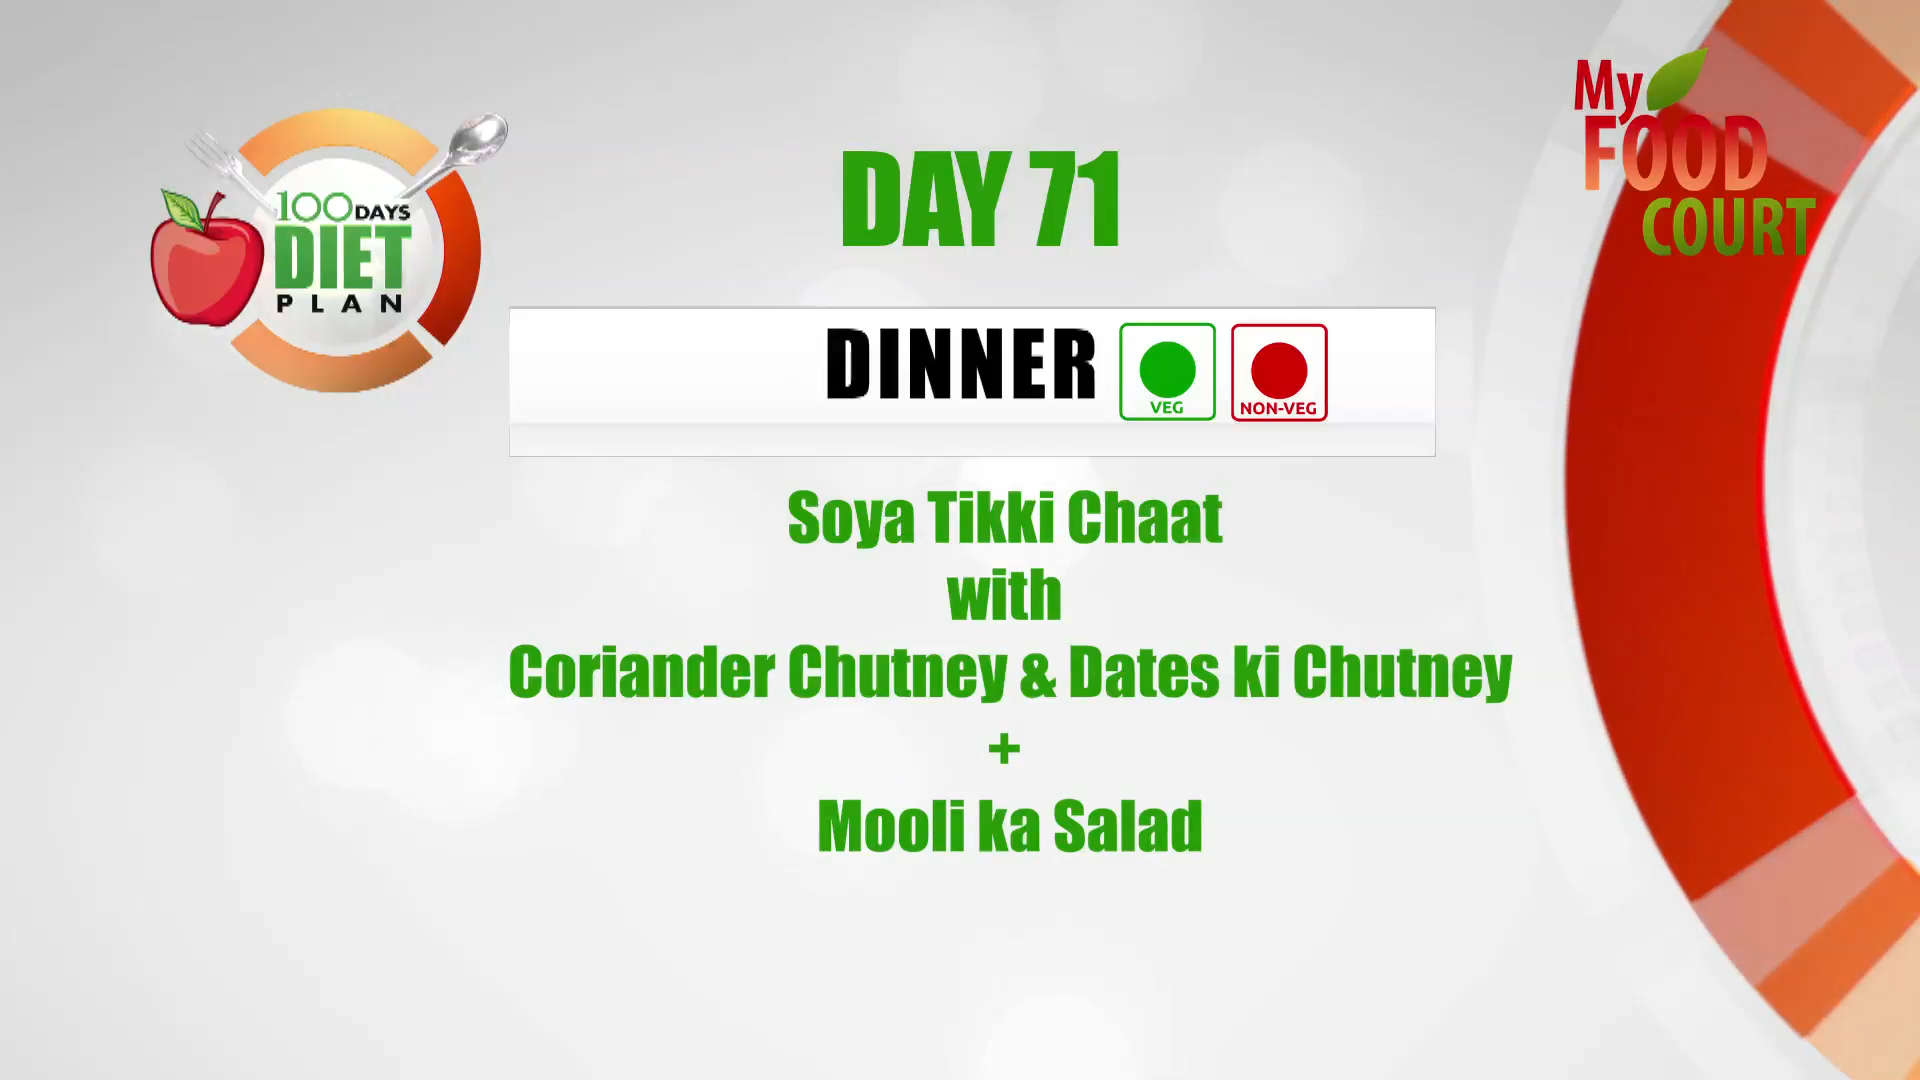 My
FOOD
COURT
100 DAYS
DIET
PLAN
DAY 71
DINNER
VEG
NON-VEG
Soya Tikki Chaat
with
Coriander Chutney & Dates ki Chutney
+
Mooli ka Salad